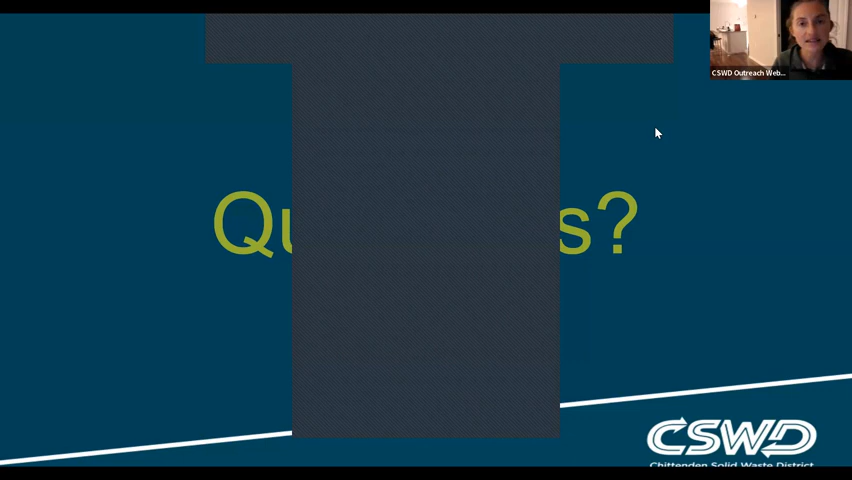 CSWD Outreach Web...
Qu s?
CSWD
Chittenden Solid Waste District